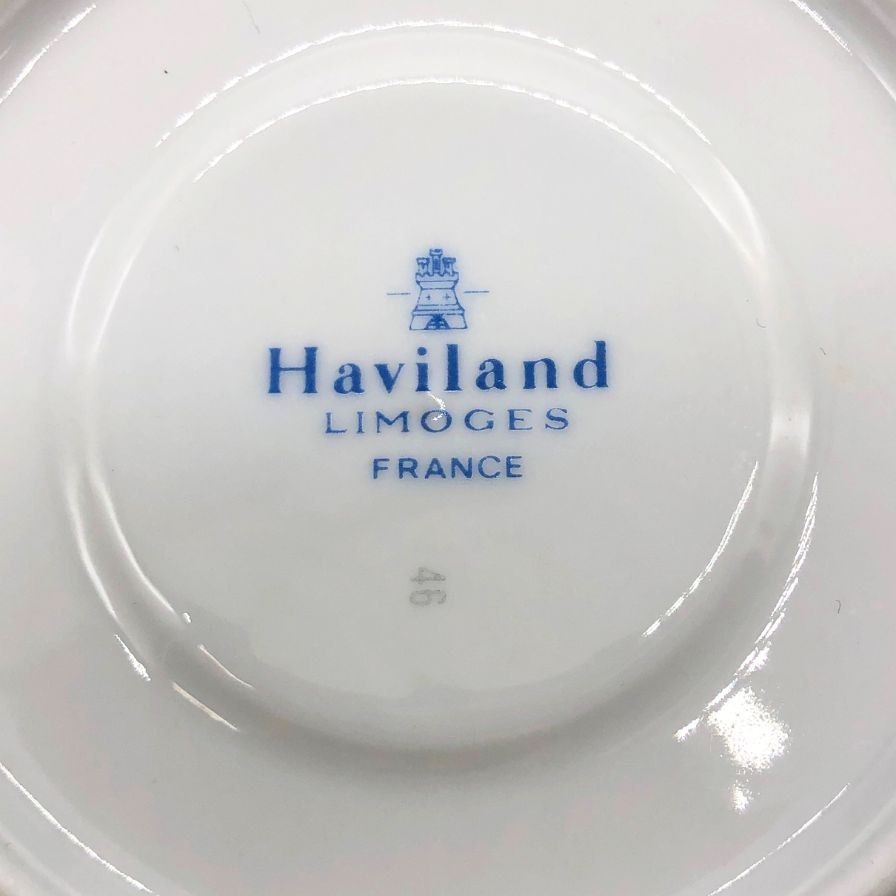 Haviland
LIMOGES
FRANCE
46